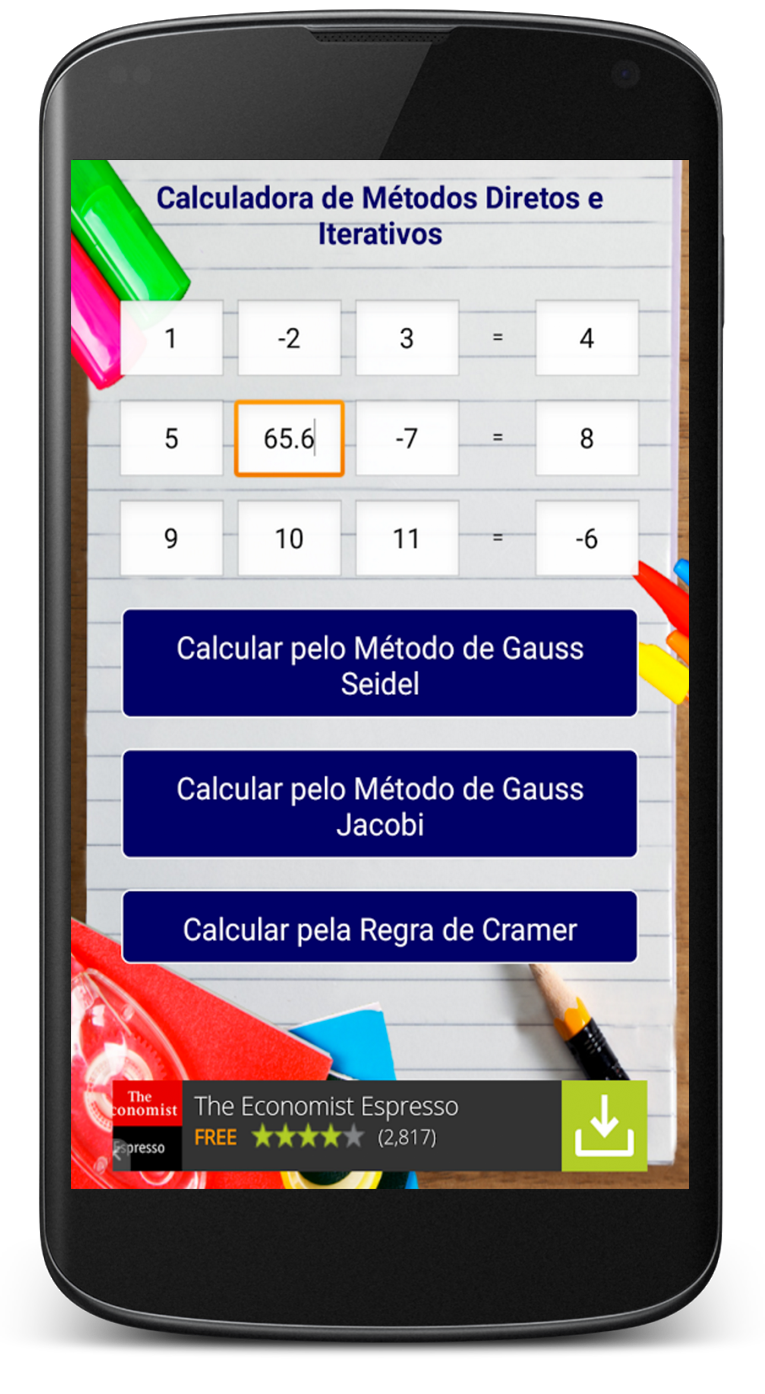 Calculadora de Métodos Diretos e
Iterativos
1 -2 3 = 4
5 65.6 -7 = 8
9 10 11 = -6
Calcular pelo Método de Gauss
Seidel
Calcular pelo Método de Gauss
Jacobi
Calcular pela Regra de Cramer
The
Economist
Espresso
The Economist Espresso
FREE (2,817)